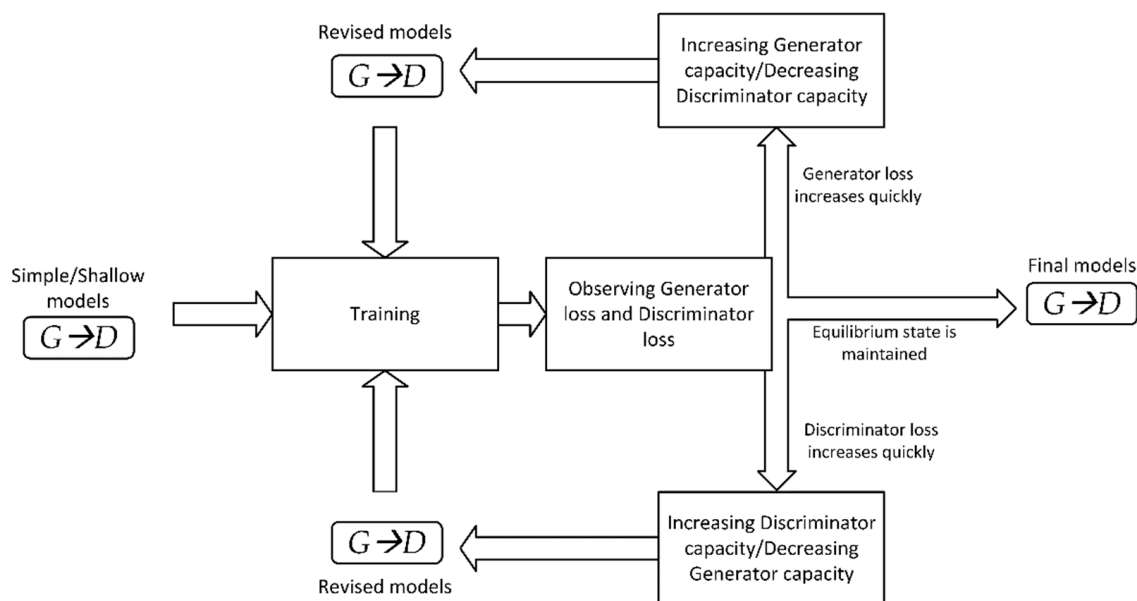 Revised models
G→D
Increasing Generator
capacity/Decreasing
Discriminator capacity
Generator loss
increases quickly
Simple/Shallow
models
G→D
Training
Observing Generator
loss and Discriminator
loss
Final models
G→D
Equilibrium state is
maintained
Discriminator loss
increases quickly
G→D
Revised models
Increasing Discriminator
capacity/Decreasing
Generator capacity